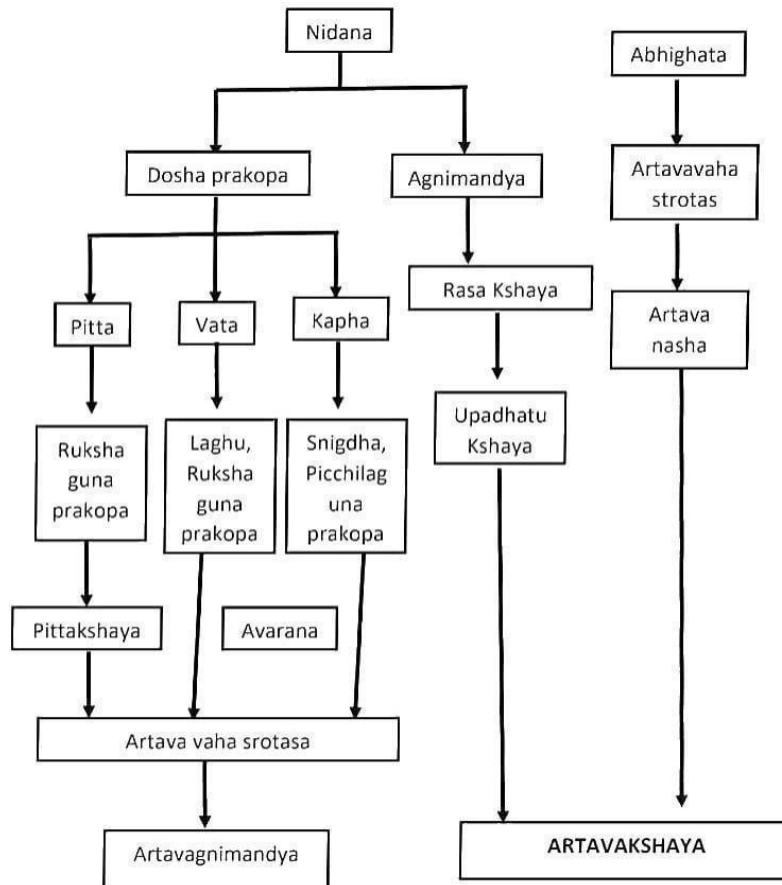 Nidana
Abhighata
Dosha prakopa
Agnimandya
Artavavaha
strotas
Pitta
Vata
Kapha
Rasa Kshaya
Artava
nasha
Ruksha
guna
prakopa
Laghu,
Ruksha
guna
prakopa
Snigdha,
Picchilag
una
prakopa
Upadhatu
Kshaya
Pittakshaya
Avarana
Artava vaha srotasa
Artavagnimandya
ARTAVAKSHAYA